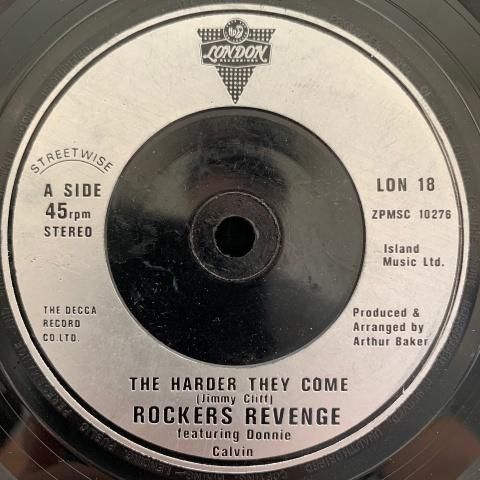 LONDON
RECORDINGS
STREETWISE
A SIDE
45rpm
STEREO
LON 18
ZPMSC 10276
Island
Music Ltd.
THE DECCA
RECORD
CO.LTD.
Produced &
Arranged by
Arthur Baker
THE HARDER THEY COME
(Jimmy Cliff)
ROCKERS REVENGE
featuring Donnie
Calvin